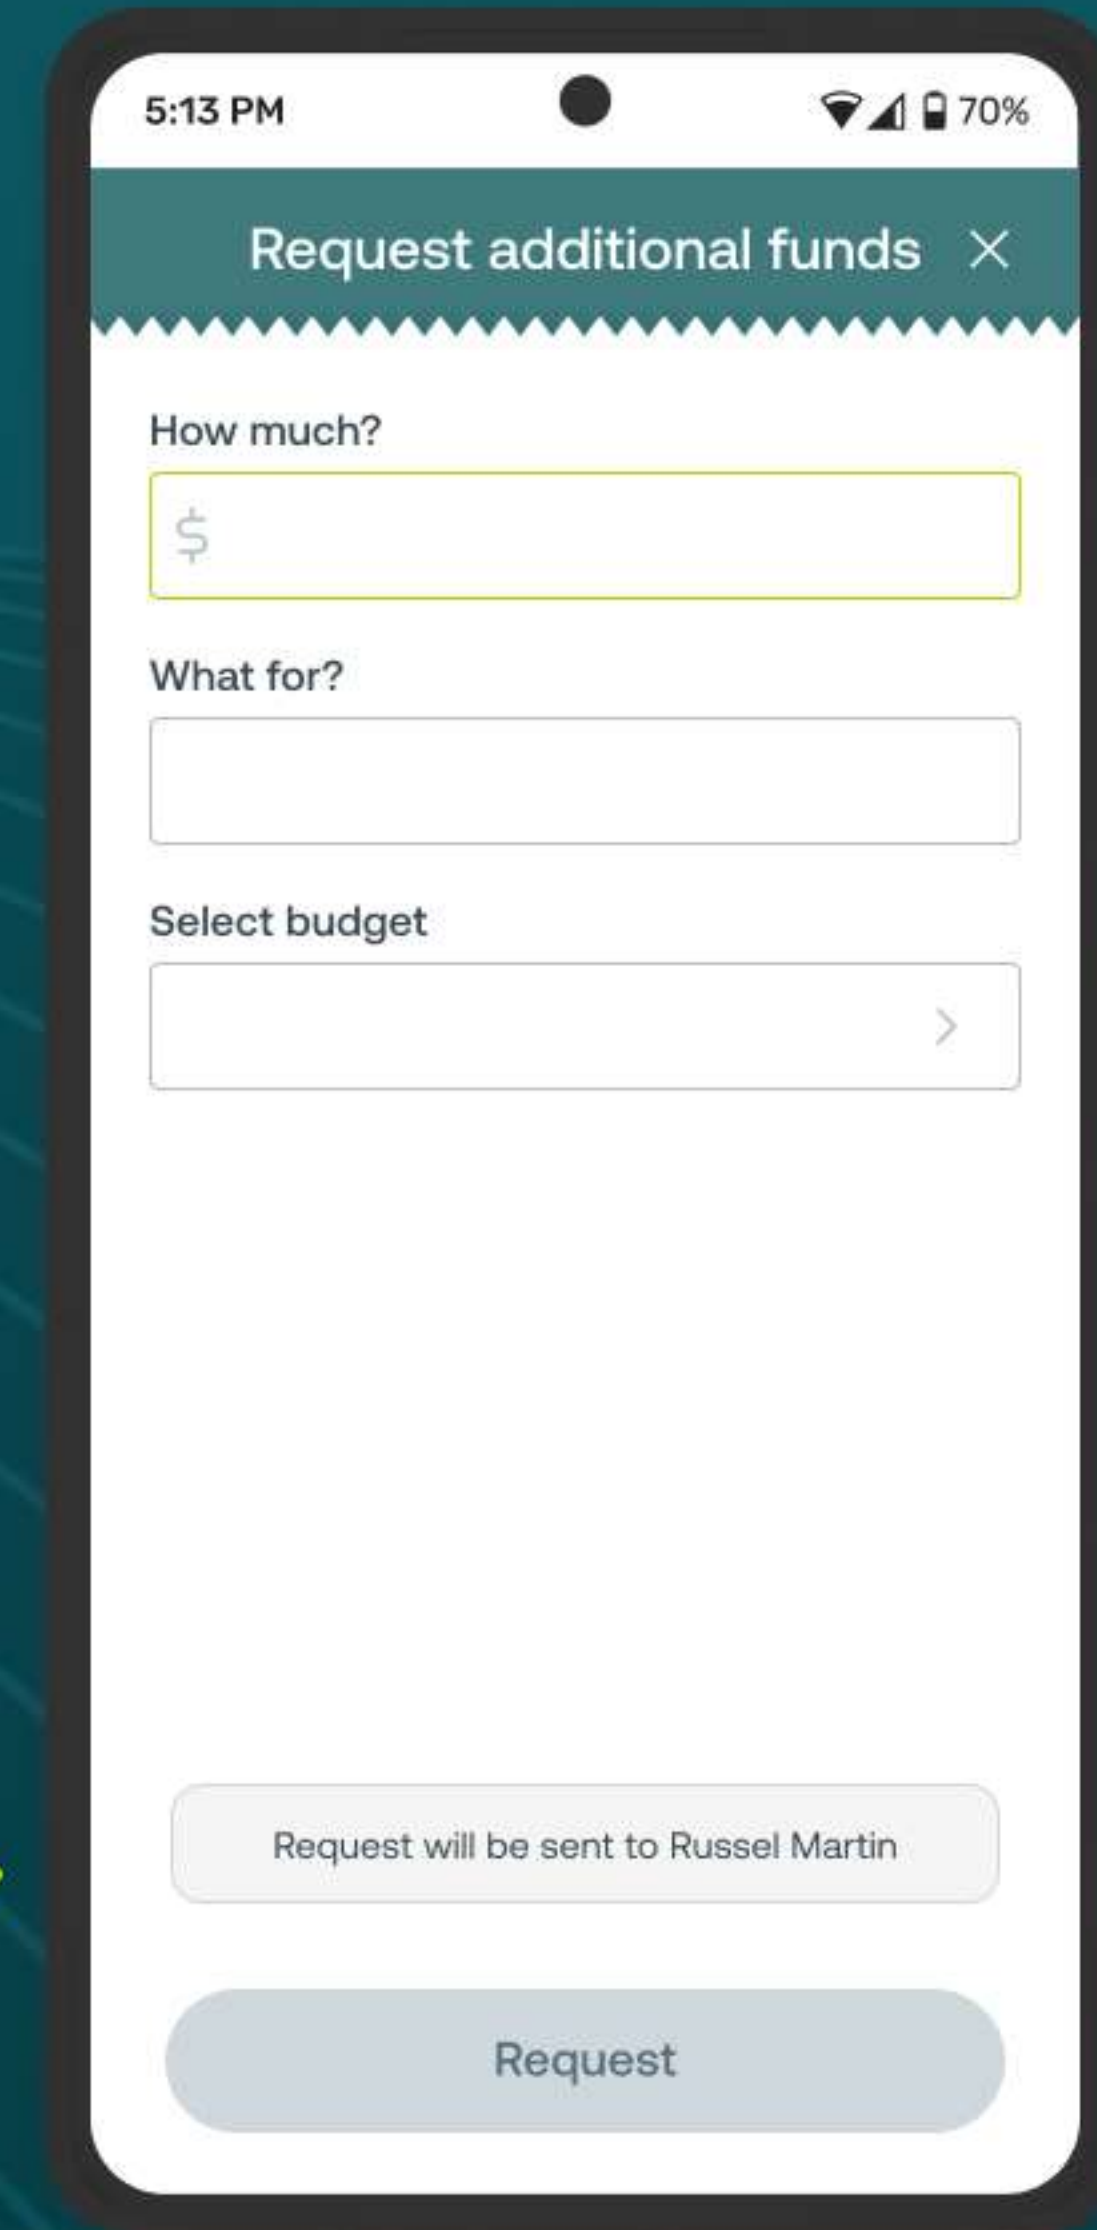 5:13 PM 70%
Request additional funds
How much?
$
What for?
Select budget
Request will be sent to Russel Martin
Request